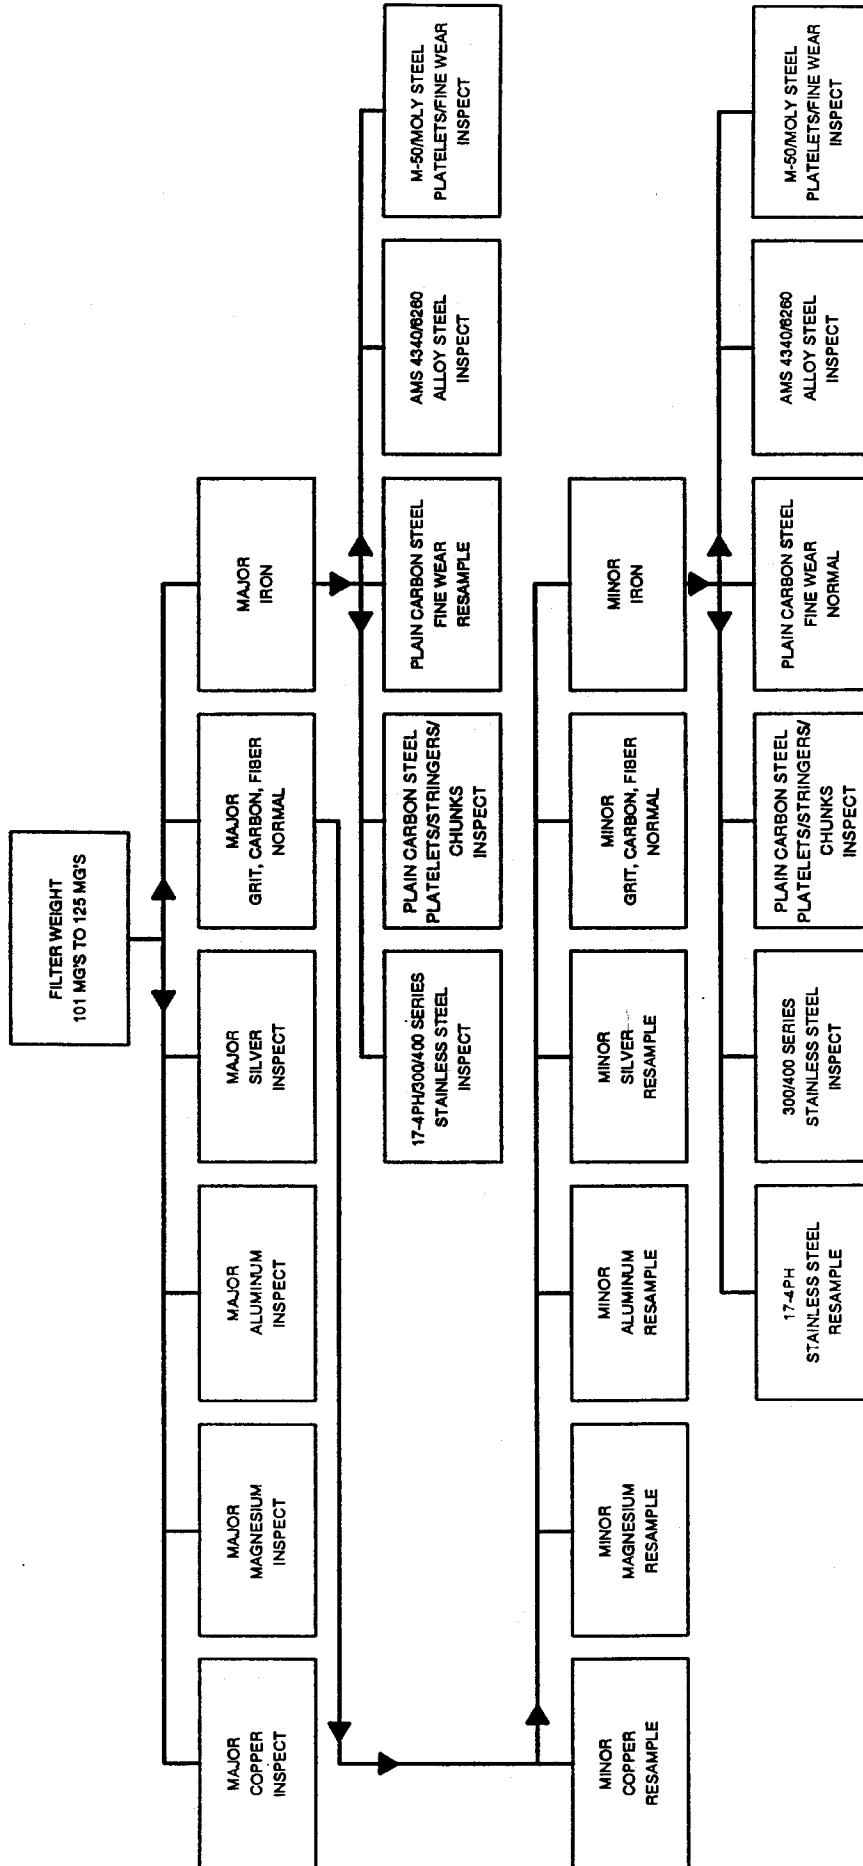 FILTER WEIGHT
101 MG'S TO 125 MG'S
MAJOR
COPPER
INSPECT
MAJOR
MAGNESIUM
INSPECT
MAJOR
ALUMINUM
INSPECT
MAJOR
SILVER
INSPECT
MAJOR
GRIT, CARBON, FIBER
NORMAL
MAJOR
IRON
17-4PH/300/400 SERIES
STAINLESS STEEL
INSPECT
PLAIN CARBON STEEL
PLATELETS/STRINGERS/
CHUNKS
INSPECT
PLAIN CARBON STEEL
FINE WEAR
RESAMPLE
AMS 4340/6260
ALLOY STEEL
INSPECT
M-50/MOLY STEEL
PLATELETS/FINE WEAR
INSPECT
MINOR
COPPER
RESAMPLE
MINOR
MAGNESIUM
RESAMPLE
MINOR
ALUMINUM
RESAMPLE
MINOR
SILVER
RESAMPLE
MINOR
GRIT, CARBON, FIBER
NORMAL
MINOR
IRON
17-4PH
STAINLESS STEEL
RESAMPLE
300/400 SERIES
STAINLESS STEEL
INSPECT
PLAIN CARBON STEEL
PLATELETS/STRINGERS/
CHUNKS
INSPECT
PLAIN CARBON STEEL
FINE WEAR
NORMAL
AMS 4340/6260
ALLOY STEEL
INSPECT
M-50/MOLY STEEL
PLATELETS/FINE WEAR
INSPECT